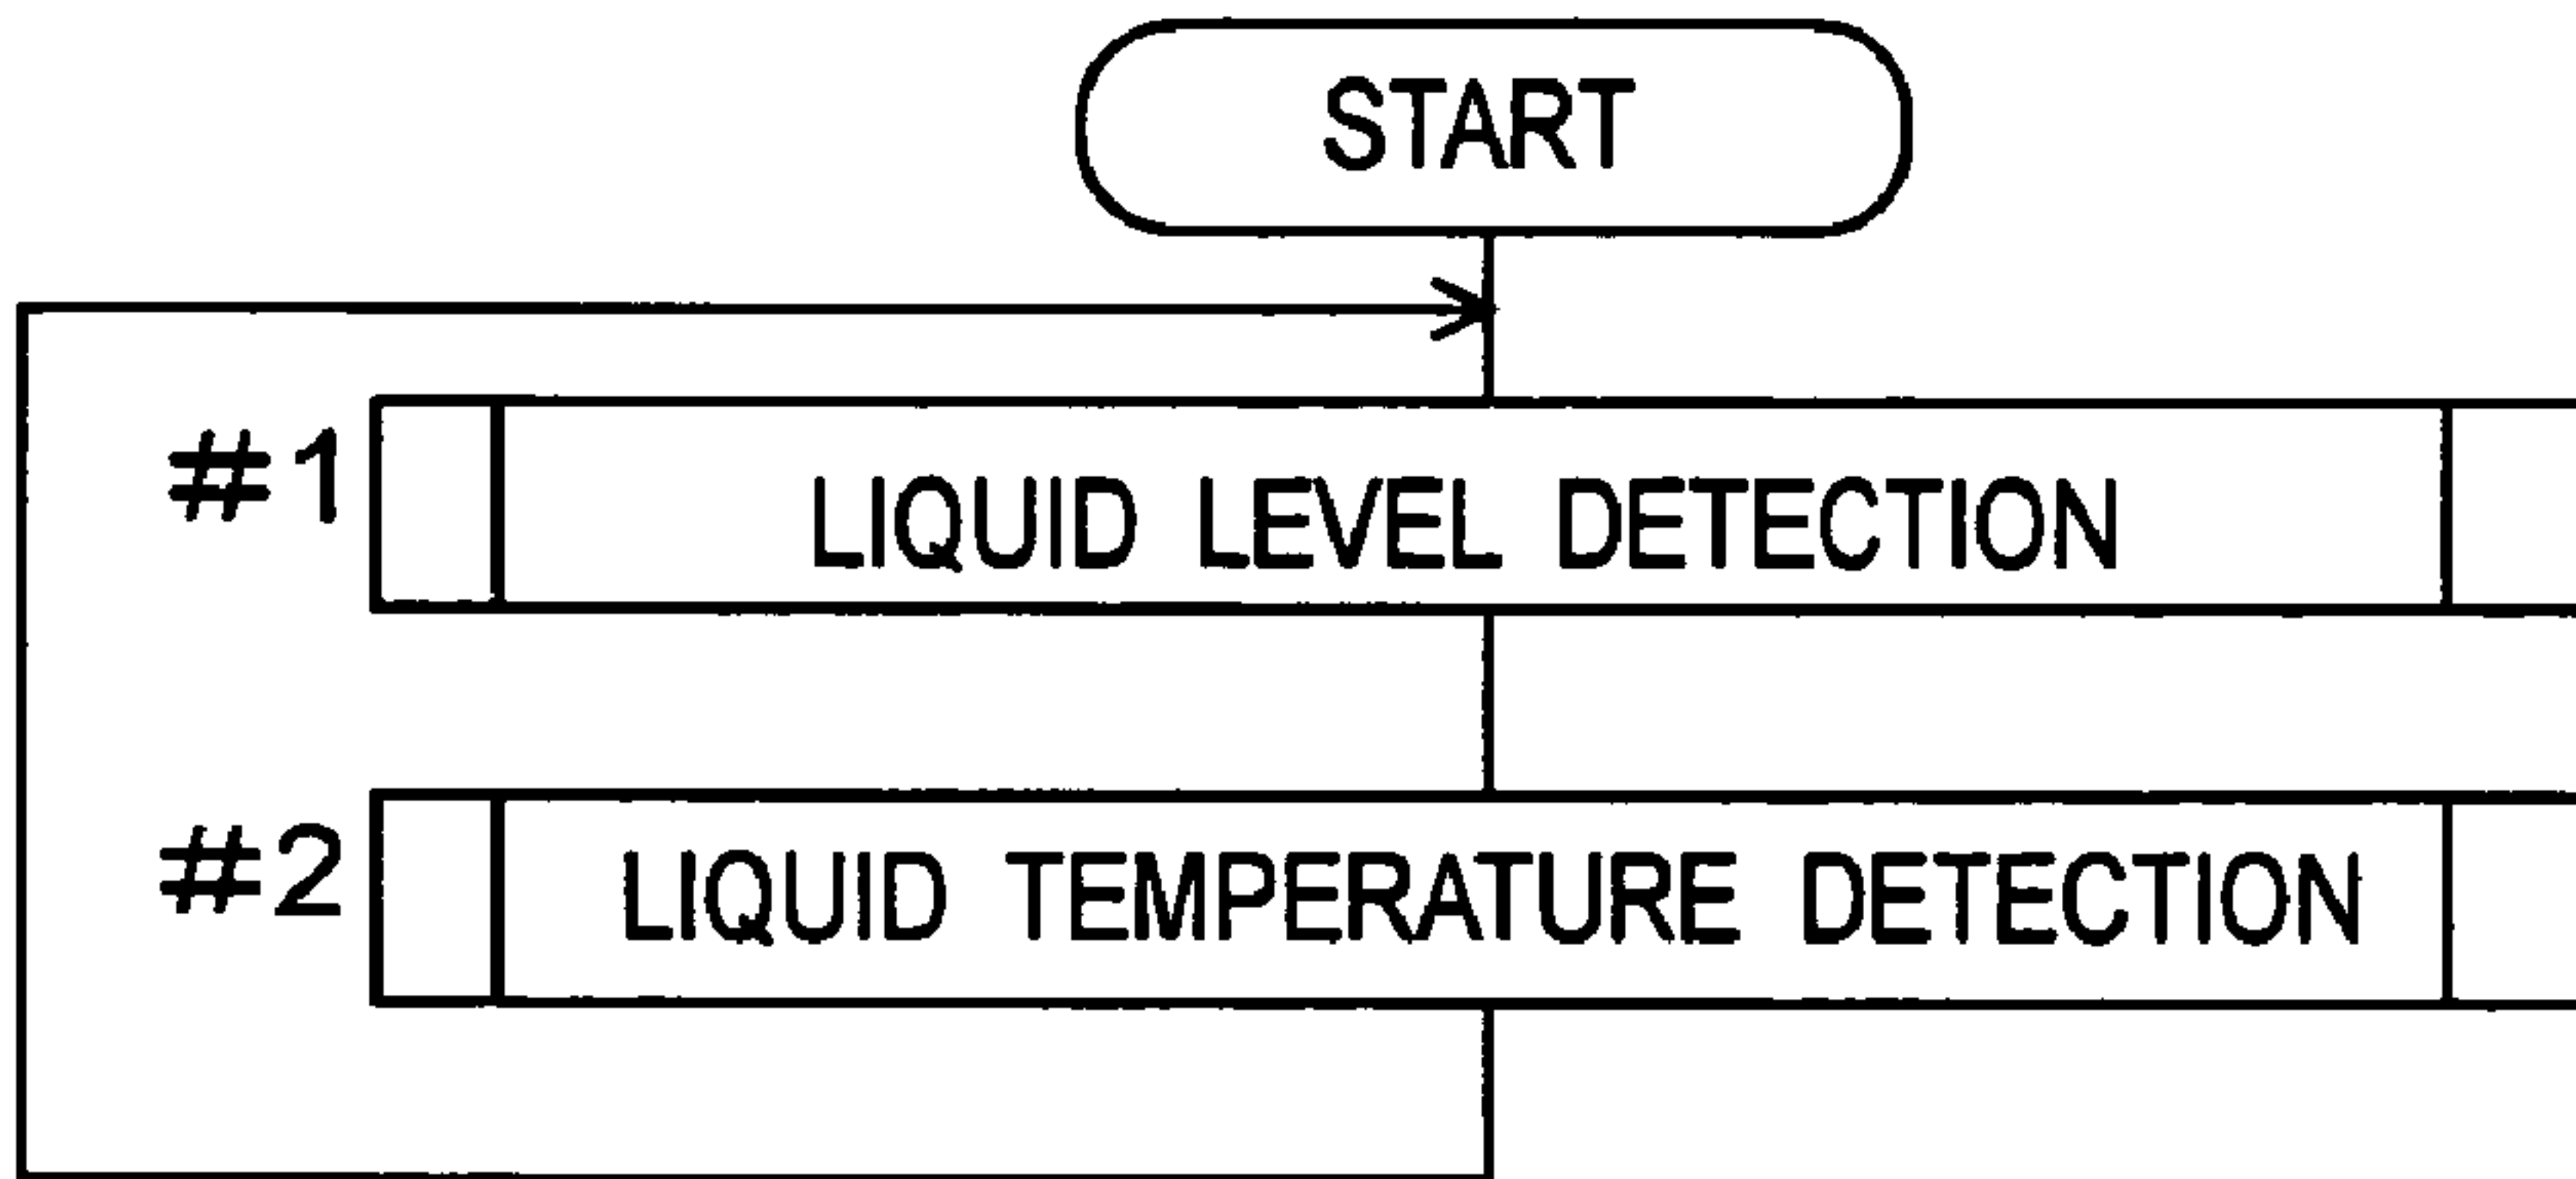 START
#1 LIQUID LEVEL DETECTION
#2 LIQUID TEMPERATURE DETECTION